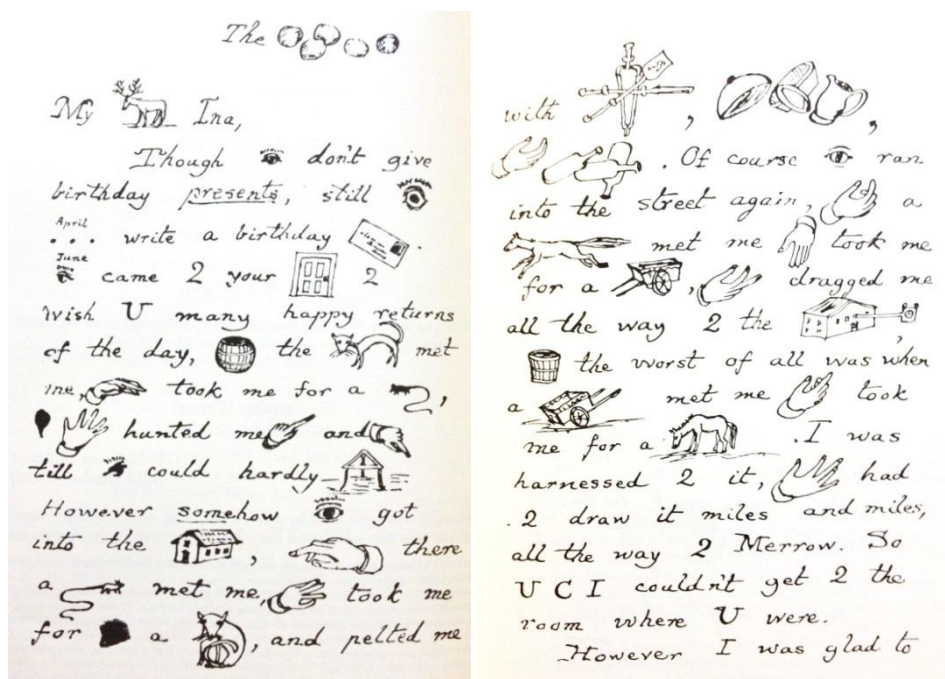 The
My Ina,
Though don't give
birthday presents, still
April
... write a birthday .
June
came 2 your 2
wish U many happy returns
of the day, the met
me, took me for a ,
hunted me and
till could hardly
However somehow got
into the , there
a met me, took me
for a , and pelted me
with , ,
. Of course ran
into the street again, a
met me took me
for a , dragged me
all the way 2 the ,
the worst of all was when
a met me took
me for a . I was
harnessed 2 it, had
2 draw it miles and miles,
all the way 2 Merrow. So
U C I couldn't get 2 the
room where U were.
However I was glad to